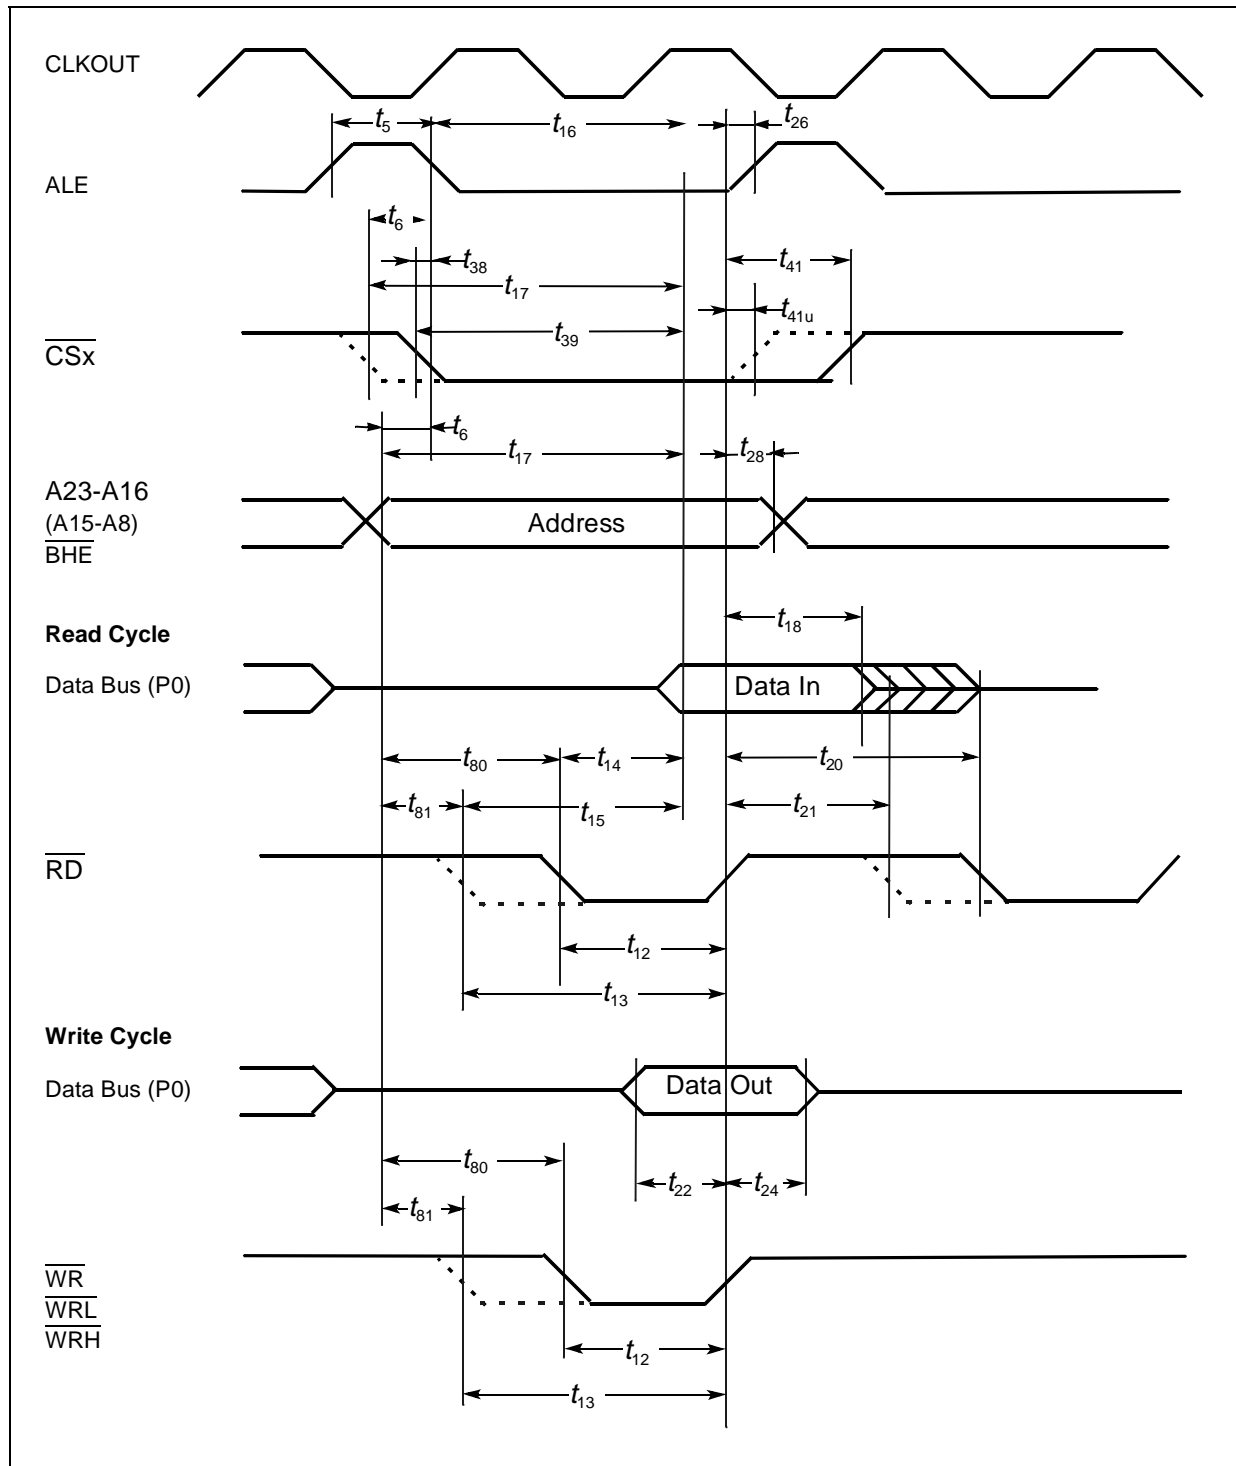 CLKOUT
t5 t16 t26
ALE
t6
t38 t41
t17
t41u
t39
CSx
t6
t17 t28
A23-A16
(A15-A8) Address
BHE
t18
Read Cycle
Data Bus (P0) Data In
t80 t14 t20
t81 t15 t21
RD
t12
t13
Write Cycle
Data Bus (P0) Data Out
t80
t22 t24
t81
WR
WRL
WRH
t12
t13